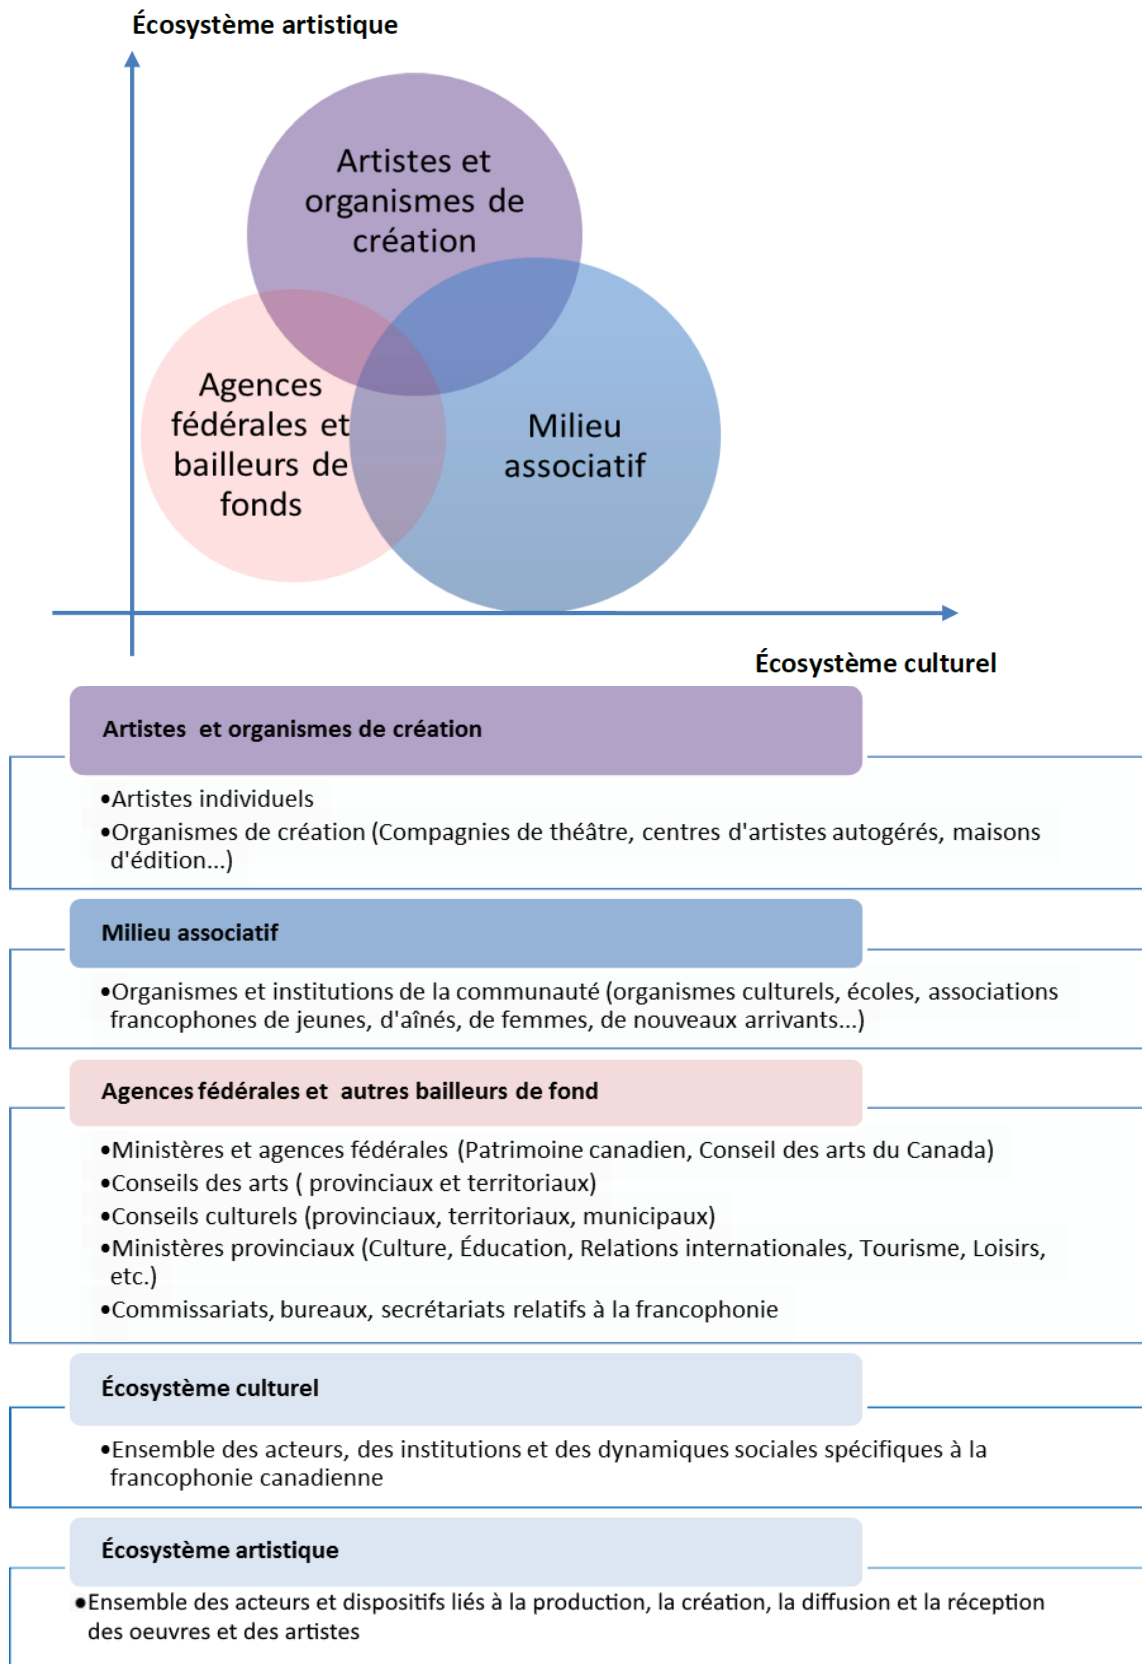 Écosystème artistique
Artistes et
organismes de
création
Agences
fédérales et
bailleurs de
fonds
Milieu
associatif
Écosystème culturel
Artistes et organismes de création
•Artistes individuels
•Organismes de création (Compagnies de théâtre, centres d'artistes autogérés, maisons
d'édition...)
Milieu associatif
•Organismes et institutions de la communauté (organismes culturels, écoles, associations
francophones de jeunes, d'aînés, de femmes, de nouveaux arrivants...)
Agences fédérales et autres bailleurs de fond
•Ministères et agences fédérales (Patrimoine canadien, Conseil des arts du Canada)
•Conseils des arts ( provinciaux et territoriaux)
•Conseils culturels (provinciaux, territoriaux, municipaux)
•Ministères provinciaux (Culture, Éducation, Relations internationales, Tourisme, Loisirs,
etc.)
•Commissariats, bureaux, secrétariats relatifs à la francophonie
Écosystème culturel
•Ensemble des acteurs, des institutions et des dynamiques sociales spécifiques à la
francophonie canadienne
Écosystème artistique
•Ensemble des acteurs et dispositifs liés à la production, la création, la diffusion et la réception
des oeuvres et des artistes